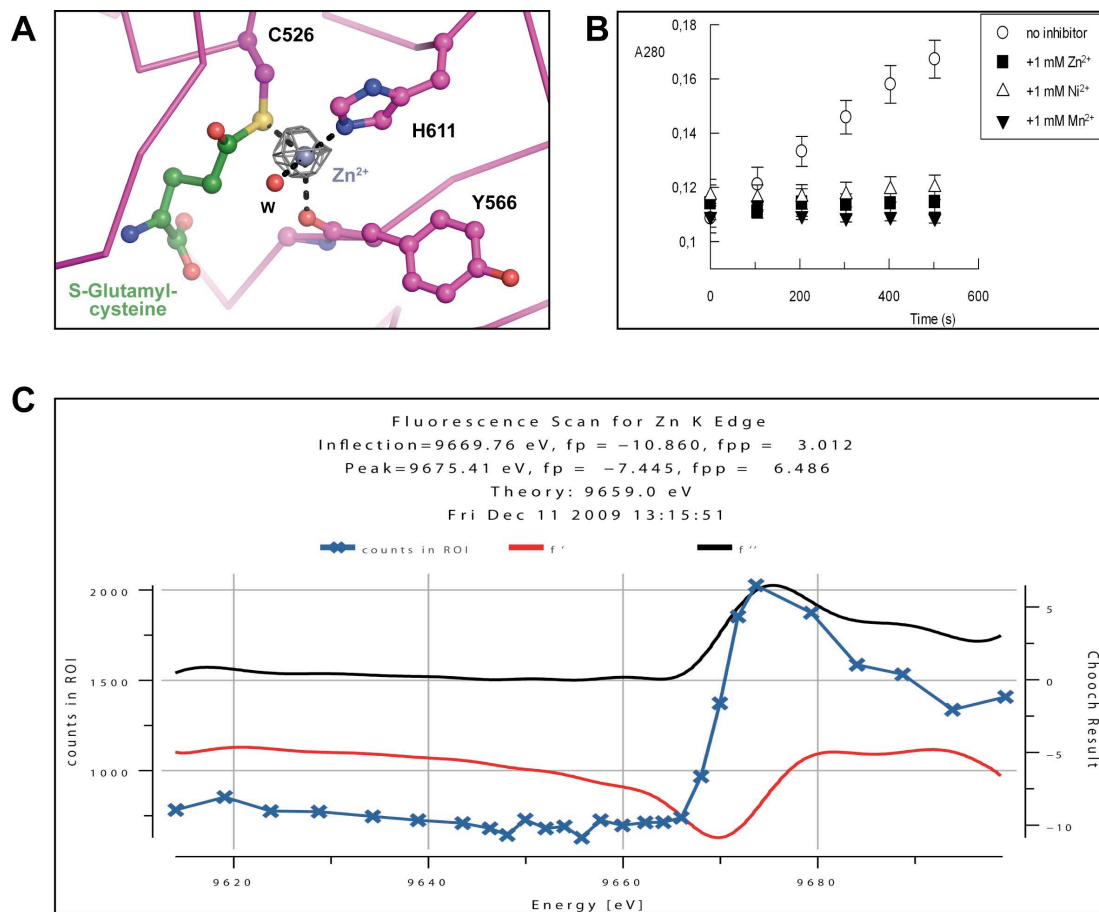 A
C526
H611
Zn²⁺
W
Y566
S-Glutamyl-
cysteine
B
A280
0,18
0,16
0,14
0,12
0,1
0
200
400
600
Time (s)
no inhibitor
+1 mM Zn²⁺
+1 mM Ni²⁺
+1 mM Mn²⁺
C
Fluorescence Scan for Zn K Edge
Inflection=9669.76 eV, fp = −10.860, fpp = 3.012
Peak=9675.41 eV, fp = −7.445, fpp = 6.486
Theory: 9659.0 eV
Fri Dec 11 2009 13:15:51
counts in ROI
f '
f ''
counts in ROI
2000
1500
1000
5
0
−5
−10
Chooch Result
9620
9640
9660
9680
Energy [eV]